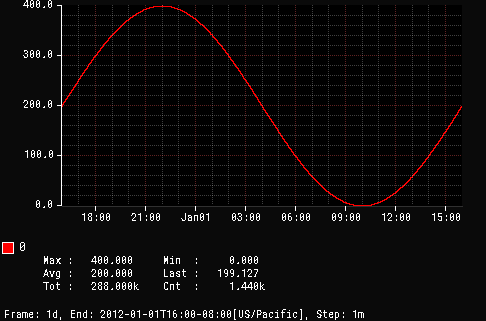 400.0
300.0
200.0
100.0
0.0
18:00 21:00 Jan01 03:00 06:00 09:00 12:00 15:00
0
Max : 400.000 Min : 0.000
Avg : 200.000 Last : 199.127
Tot : 288.000k Cnt : 1.440k
Frame: 1d, End: 2012-01-01T16:00-08:00[US/Pacific], Step: 1m